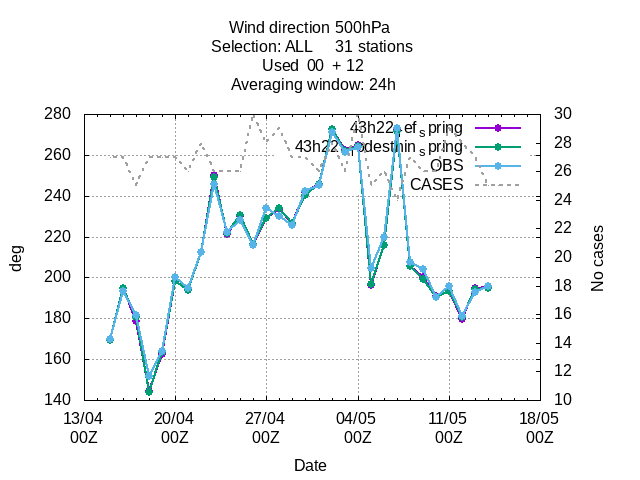 Wind direction 500hPa
Selection: ALL 31 stations
Used 00 + 12
Averaging window: 24h
280
260
240
220
200
180
160
140
deg
30
28
26
24
22
20
18
16
14
12
10
No cases
pring
pring
OBS
CASES
13/04 00Z
20/04 00Z
27/04 00Z
04/05 00Z
11/05 00Z
18/05 00Z
Date